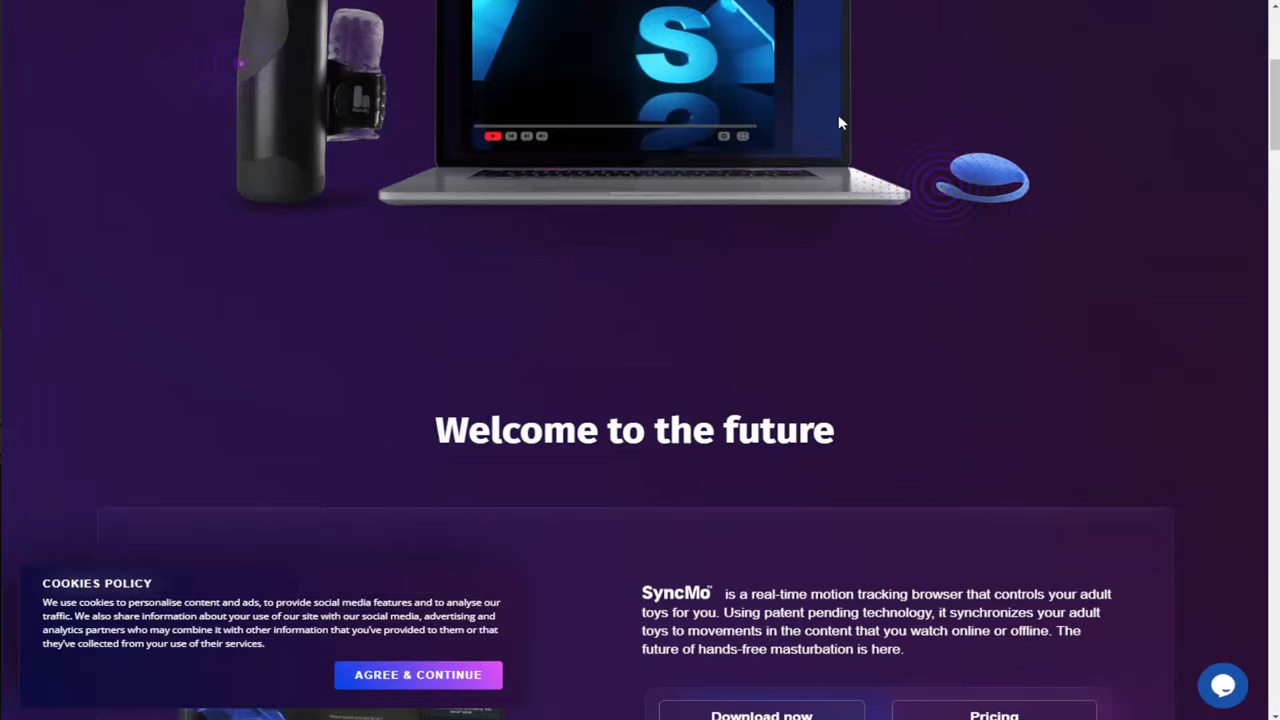 S
Welcome to the future
COOKIES POLICY
We use cookies to personalise content and ads, to provide social media features and to analyse our
traffic. We also share information about your use of our site with our social media, advertising and
analytics partners who may combine it with other information that you've provided to them or that
they've collected from your use of their services.
AGREE & CONTINUE
SyncMo™ is a real-time motion tracking browser that controls your adult
toys for you. Using patent pending technology, it synchronizes your adult
toys to movements in the content that you watch online or offline. The
future of hands-free masturbation is here.
Download now
Pricing